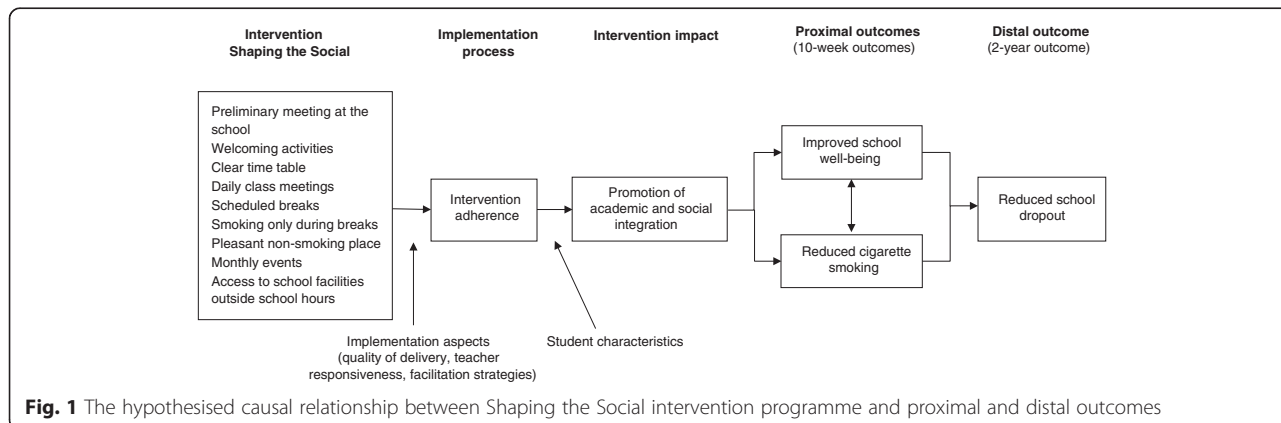 Intervention
Shaping the Social
Implementation
process
Intervention impact
Proximal outcomes
(10-week outcomes)
Distal outcome
(2-year outcome)
Preliminary meeting at the
school
Welcoming activities
Clear time table
Daily class meetings
Scheduled breaks
Smoking only during breaks
Pleasant non-smoking place
Monthly events
Access to school facilities
outside school hours
Intervention
adherence
Promotion of
academic and social
integration
Improved school
well-being
Reduced cigarette
smoking
Reduced school
dropout
Implementation aspects
(quality of delivery, teacher
responsiveness, facilitation strategies)
Student characteristics
Fig. 1 The hypothesised causal relationship between Shaping the Social intervention programme and proximal and distal outcomes